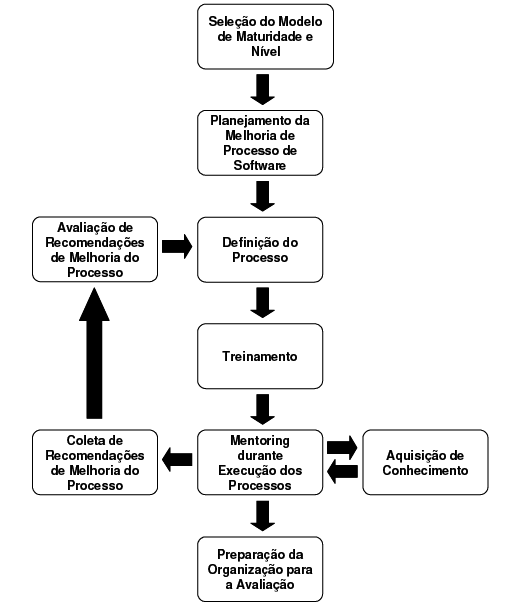 Seleção do Modelo
de Maturidade e
Nível
Planejamento da
Melhoria de
Processo de
Software
Avaliação de
Recomendações
de Melhoria do
Processo
Definição do
Processo
Treinamento
Coleta de
Recomendações
de Melhoria do
Processo
Mentoring
durante
Execução dos
Processos
Aquisição de
Conhecimento
Preparação da
Organização para
a Avaliação